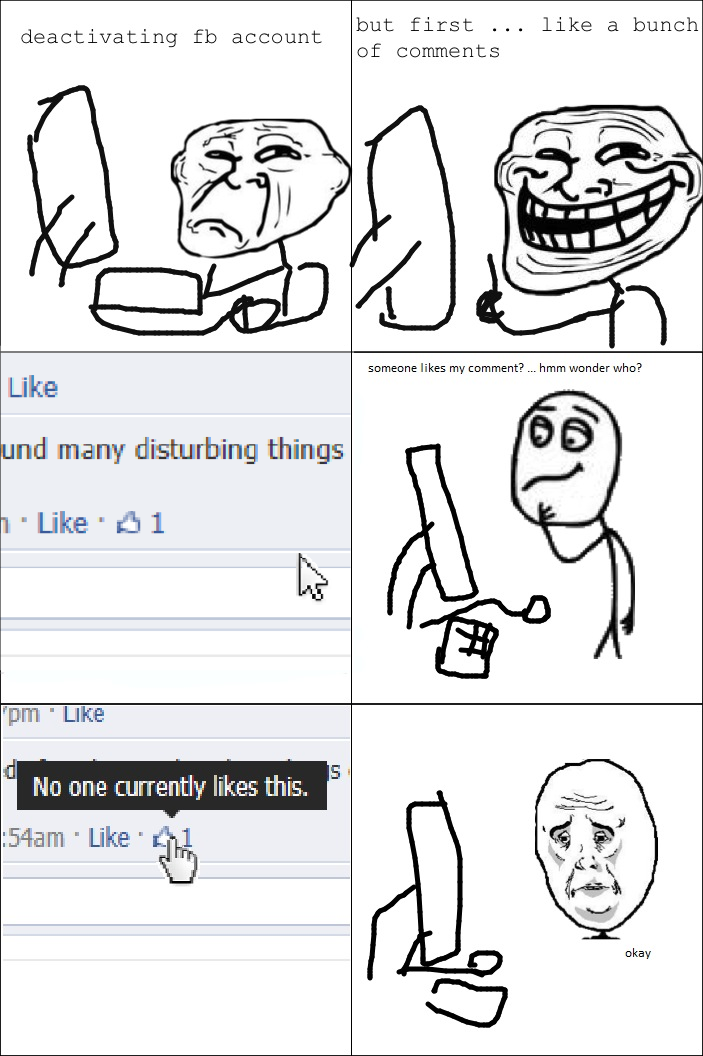 deactivating fb account
but first ... like a bunch
of comments
Like
und many disturbing things
· Like · 1
someone likes my comment? ... hmm wonder who?
pm · Like
No one currently likes this.
:54am · Like · 1
okay